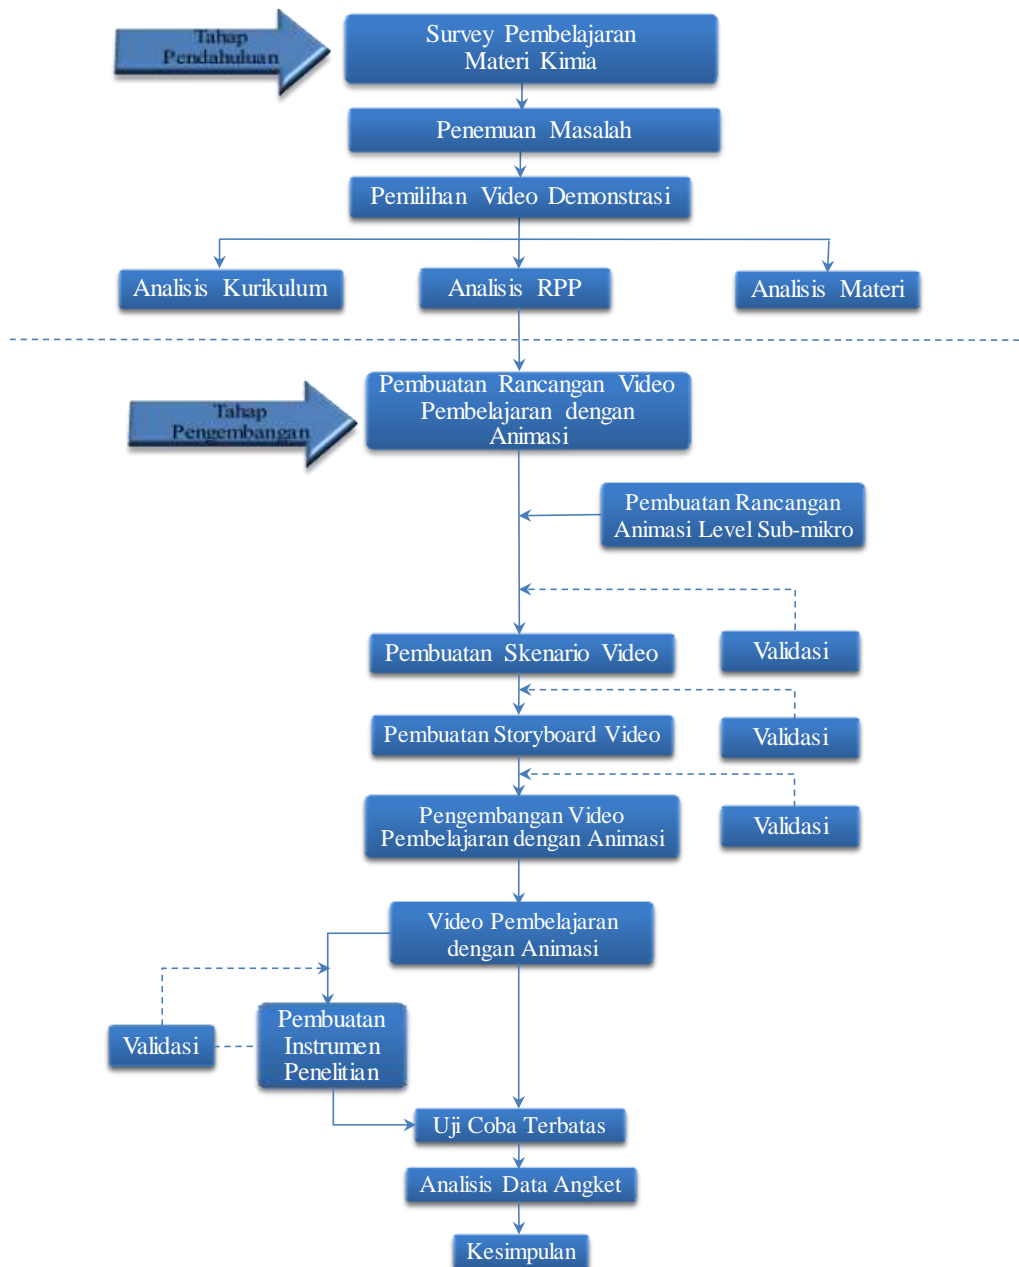 Tahap
Pendahuluan
Survey Pembelajaran
Materi Kimia
Penemuan Masalah
Pemilihan Video Demonstrasi
Analisis Kurikulum
Analisis RPP
Analisis Materi
Tahap
Pengembangan
Pembuatan Rancangan Video
Pembelajaran dengan
Animasi
Pembuatan Rancangan
Animasi Level Sub-mikro
Pembuatan Skenario Video
Validasi
Pembuatan Storyboard Video
Validasi
Pengembangan Video
Pembelajaran dengan Animasi
Validasi
Video Pembelajaran
dengan Animasi
Validasi
Pembuatan
Instrumen
Penelitian
Uji Coba Terbatas
Analisis Data Angket
Kesimpulan